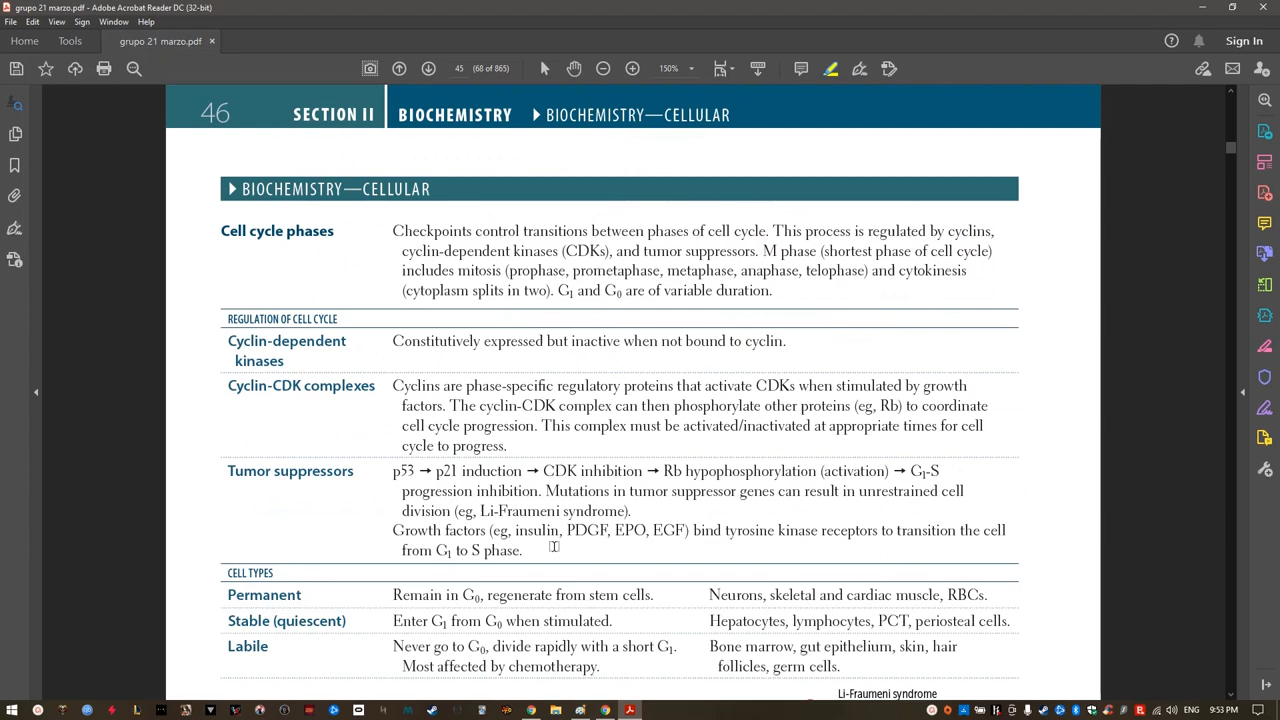 grupo 21 marzo.pdf - Adobe Acrobat Reader DC (32-bit)
File Edit View Sign Window Help
Home Tools grupo 21 marzo.pdf × Sign In
45 (68 of 865) 150%
46 SECTION II BIOCHEMISTRY ▶ BIOCHEMISTRY—CELLULAR
▶ BIOCHEMISTRY—CELLULAR
Cell cycle phases Checkpoints control transitions between phases of cell cycle. This process is regulated by cyclins,
cyclin-dependent kinases (CDKs), and tumor suppressors. M phase (shortest phase of cell cycle)
includes mitosis (prophase, prometaphase, metaphase, anaphase, telophase) and cytokinesis
(cytoplasm splits in two). G₁ and G₀ are of variable duration.
REGULATION OF CELL CYCLE
Cyclin-dependent Constitutively expressed but inactive when not bound to cyclin.
kinases
Cyclin-CDK complexes Cyclins are phase-specific regulatory proteins that activate CDKs when stimulated by growth
factors. The cyclin-CDK complex can then phosphorylate other proteins (eg, Rb) to coordinate
cell cycle progression. This complex must be activated/inactivated at appropriate times for cell
cycle to progress.
Tumor suppressors p53 → p21 induction → CDK inhibition → Rb hypophosphorylation (activation) → G₁-S
progression inhibition. Mutations in tumor suppressor genes can result in unrestrained cell
division (eg, Li-Fraumeni syndrome).
Growth factors (eg, insulin, PDGF, EPO, EGF) bind tyrosine kinase receptors to transition the cell
from G₁ to S phase.
CELL TYPES
Permanent Remain in G₀, regenerate from stem cells. Neurons, skeletal and cardiac muscle, RBCs.
Stable (quiescent) Enter G₁ from G₀ when stimulated. Hepatocytes, lymphocytes, PCT, periosteal cells.
Labile Never go to G₀, divide rapidly with a short G₁. Bone marrow, gut epithelium, skin, hair
Most affected by chemotherapy. follicles, germ cells.
Li-Fraumeni syndrome
ENG 9:53 PM